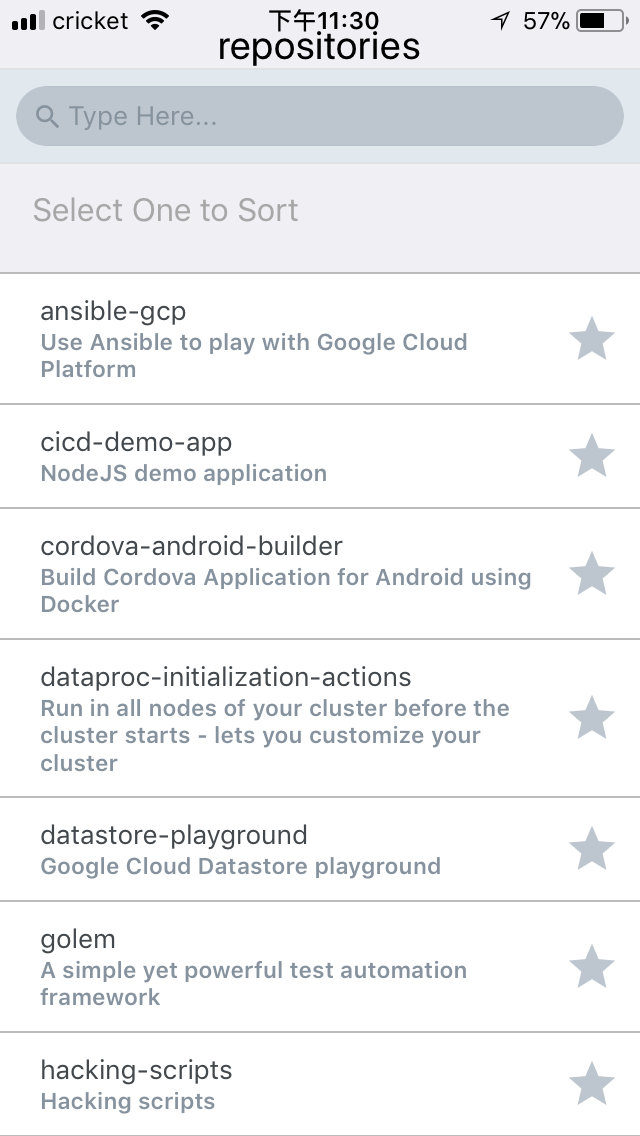 cricket 下午11:30 57%
repositories
Type Here...
Select One to Sort
ansible-gcp
Use Ansible to play with Google Cloud
Platform
cicd-demo-app
NodeJS demo application
cordova-android-builder
Build Cordova Application for Android using
Docker
dataproc-initialization-actions
Run in all nodes of your cluster before the
cluster starts - lets you customize your
cluster
datastore-playground
Google Cloud Datastore playground
golem
A simple yet powerful test automation
framework
hacking-scripts
Hacking scripts